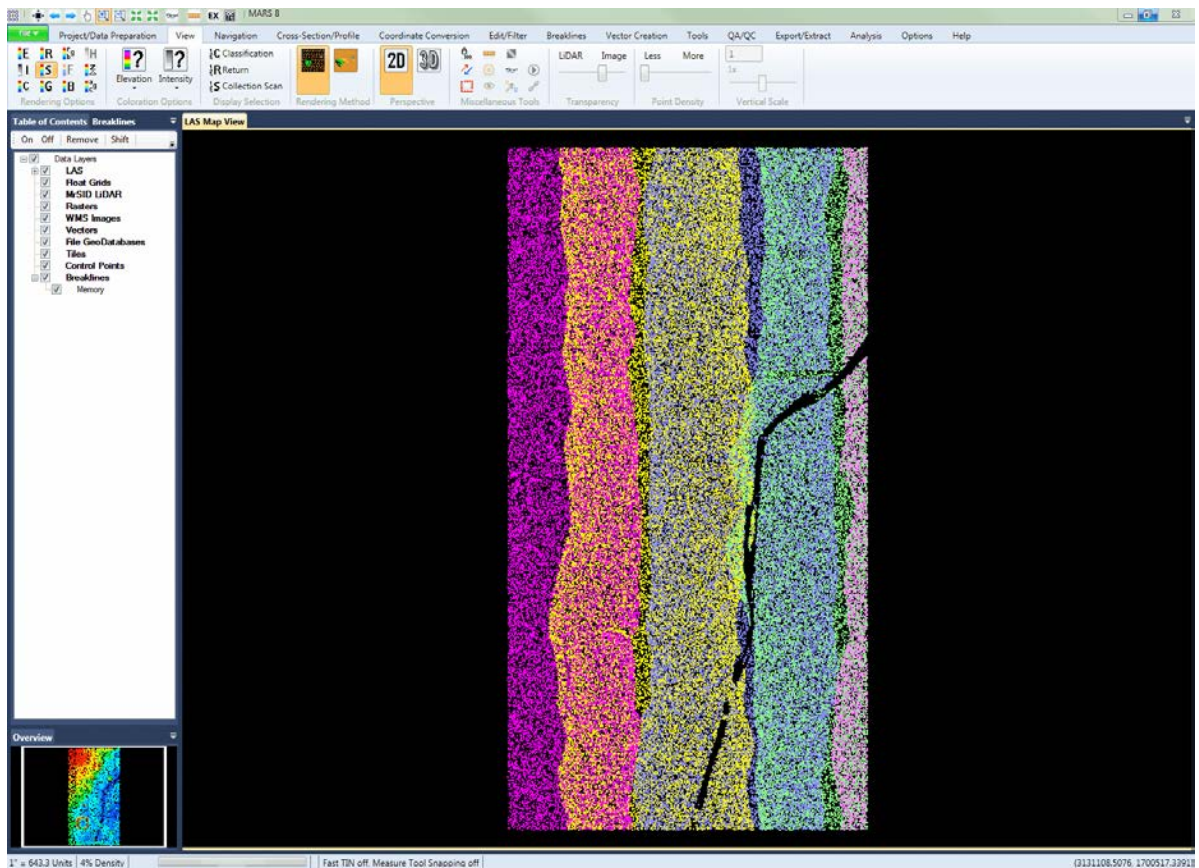 EX MARS 8
File Project/Data Preparation View Navigation Cross-Section/Profile Coordinate Conversion Edit/Filter Breaklines Vector Creation Tools QA/QC Export/Extract Analysis Options Help
E R H C Classification 2D 3D LiDAR Image Less More 1
I S F Z Elevation Intensity R Return 1x
C G B S Collection Scan
Rendering Options Coloration Options Display Selection Rendering Method Perspective Miscellaneous Tools Transparency Point Density Vertical Scale
Table of Contents Breaklines LAS Map View
On Off Remove Shift
Data Layers
LAS
Float Grids
MrSID LiDAR
Rasters
WMS Images
Vectors
File GeoDatabases
Tiles
Control Points
Breaklines
Memory
Overview
1" = 643.3 Units 4% Density Fast TIN off, Measure Tool Snapping off (3131108.5076, 1700517.3391)